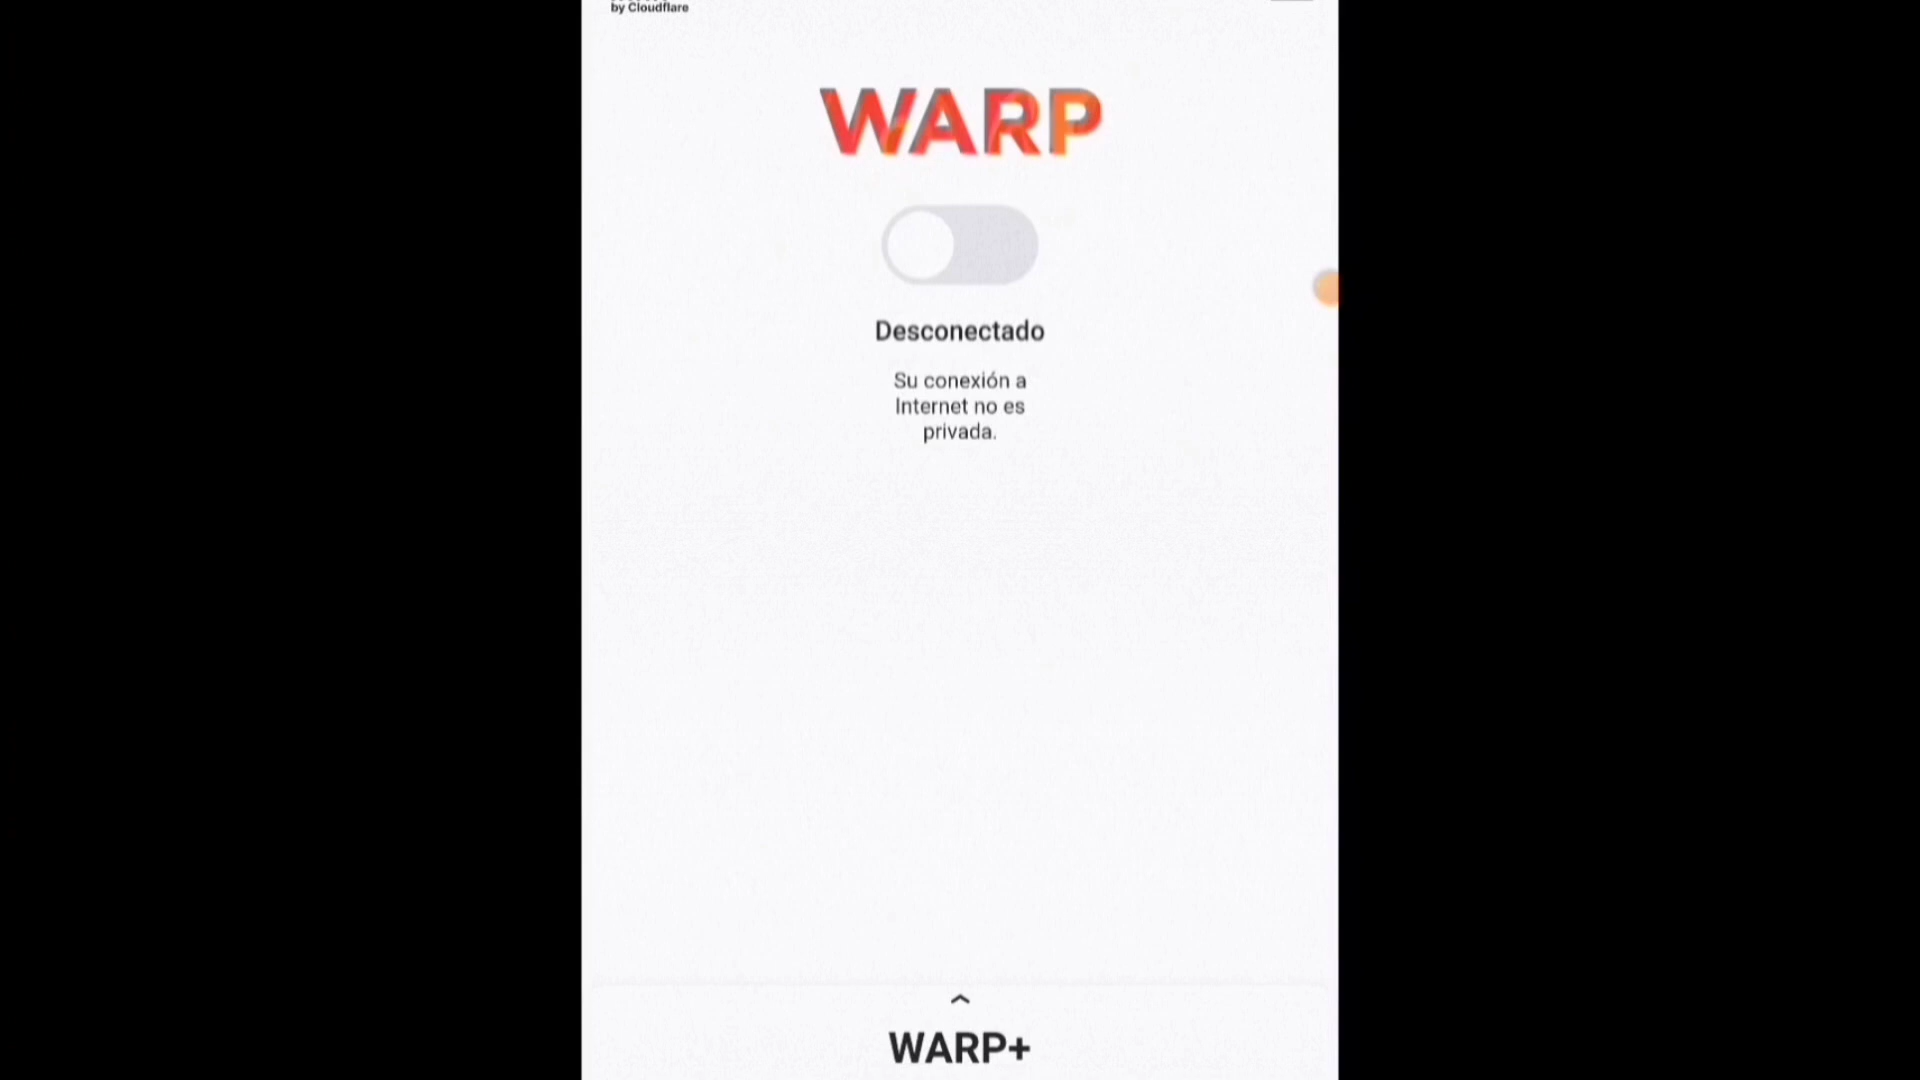 by Cloudflare
WARP
Desconectado
Su conexión a
Internet no es
privada.
WARP+